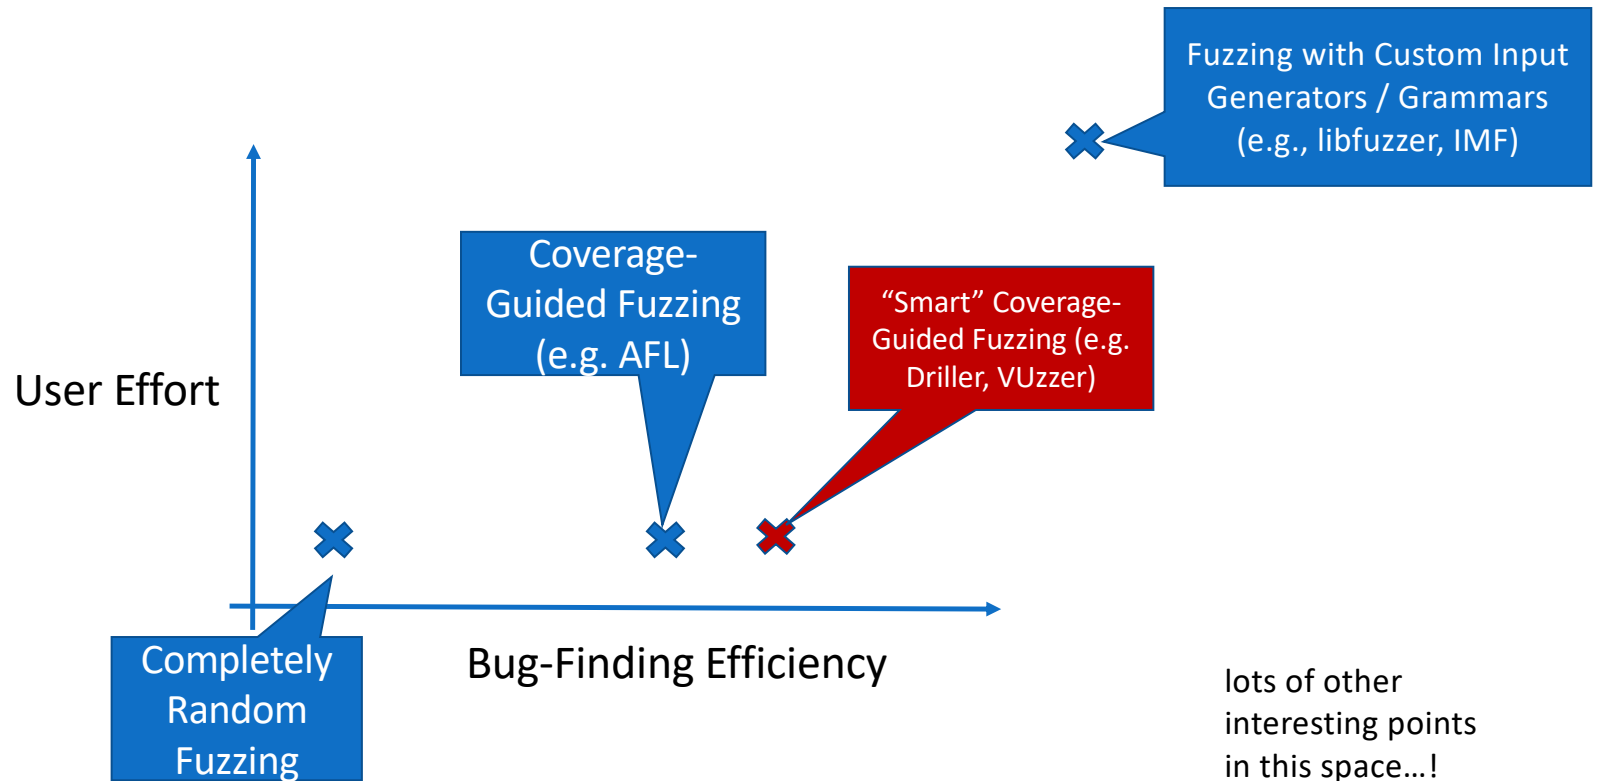 Fuzzing with Custom Input
Generators / Grammars
(e.g., libfuzzer, IMF)
Coverage-
Guided Fuzzing
(e.g. AFL)
“Smart” Coverage-
Guided Fuzzing (e.g.
Driller, VUzzer)
User Effort
Completely
Random
Fuzzing
Bug-Finding Efficiency
lots of other
interesting points
in this space...!